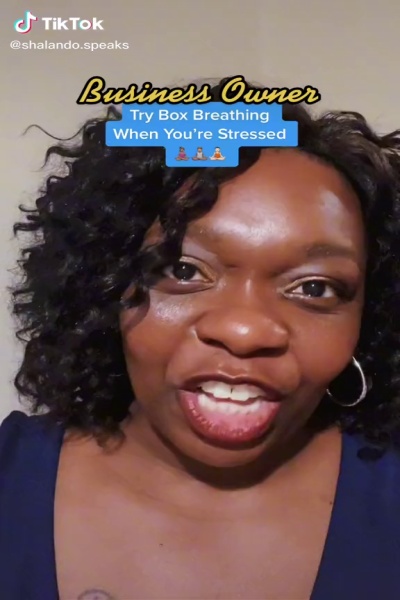 TikTok
@shalando.speaks
Business Owner
Try Box Breathing
When You're Stressed